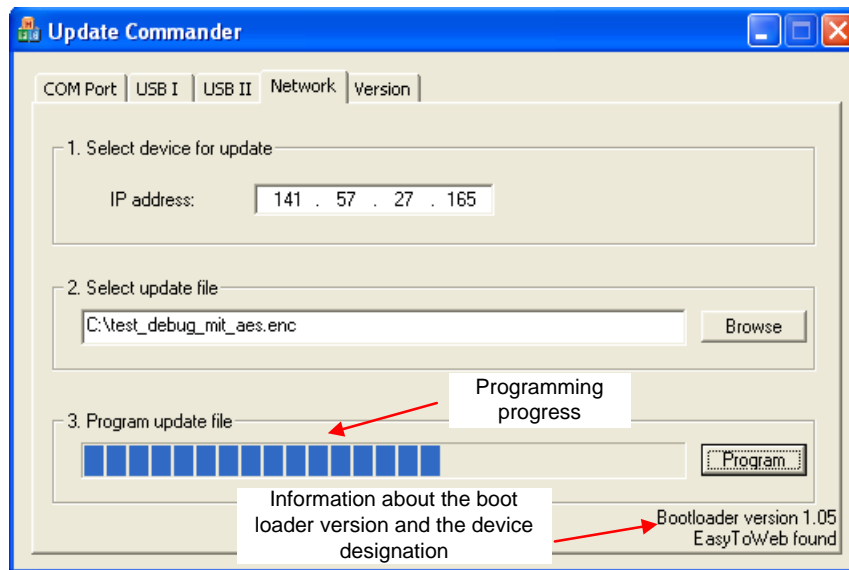 Update Commander
COM Port USB I USB II Network Version
1. Select device for update
IP address: 141 . 57 . 27 . 165
2. Select update file
C:\test_debug_mit_aes.enc Browse
Programming
progress
3. Program update file
Program
Information about the boot
loader version and the device
designation
Bootloader version 1.05
EasyToWeb found